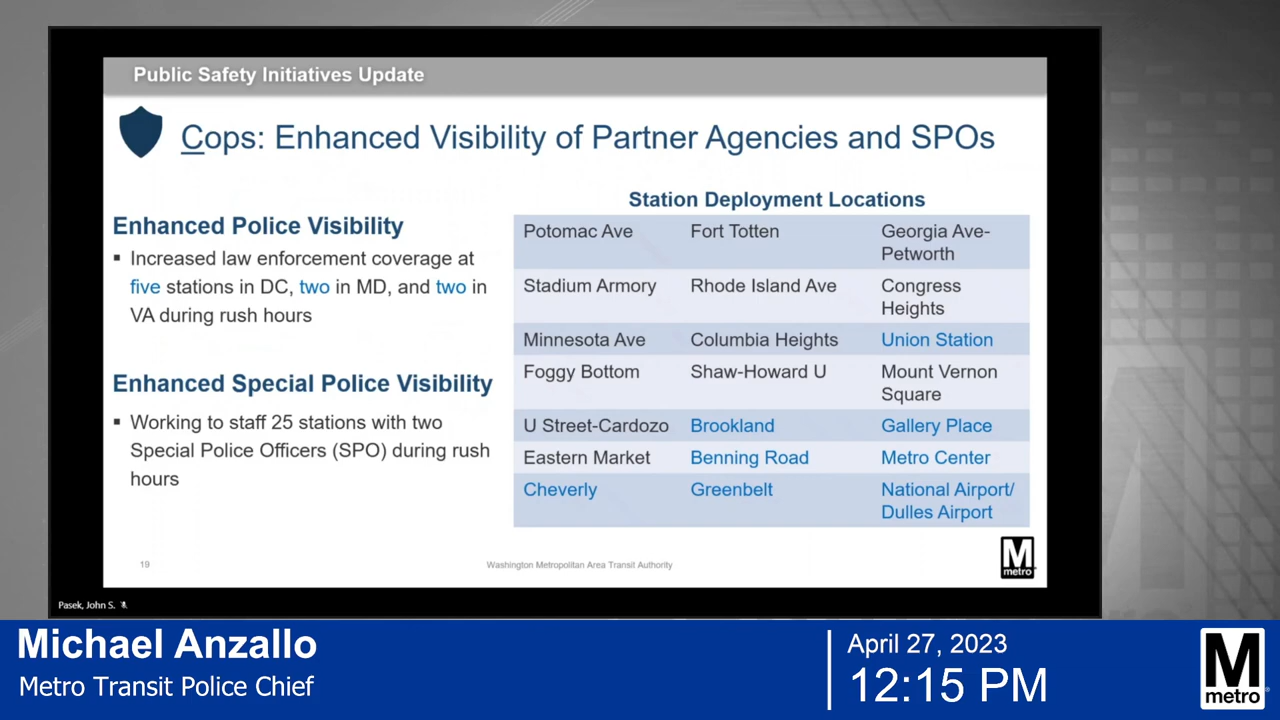 Public Safety Initiatives Update
Cops: Enhanced Visibility of Partner Agencies and SPOs
Enhanced Police Visibility
▪ Increased law enforcement coverage at
five stations in DC, two in MD, and two in
VA during rush hours
Enhanced Special Police Visibility
▪ Working to staff 25 stations with two
Special Police Officers (SPO) during rush
hours
Station Deployment Locations
Potomac Ave Fort Totten Georgia Ave-
Petworth
Stadium Armory Rhode Island Ave Congress
Heights
Minnesota Ave Columbia Heights Union Station
Foggy Bottom Shaw-Howard U Mount Vernon
Square
U Street-Cardozo Brookland Gallery Place
Eastern Market Benning Road Metro Center
Cheverly Greenbelt National Airport/
Dulles Airport
19
Washington Metropolitan Area Transit Authority
M
metro
Pasek, John S.
Michael Anzallo
Metro Transit Police Chief
April 27, 2023
12:15 PM
M
metro